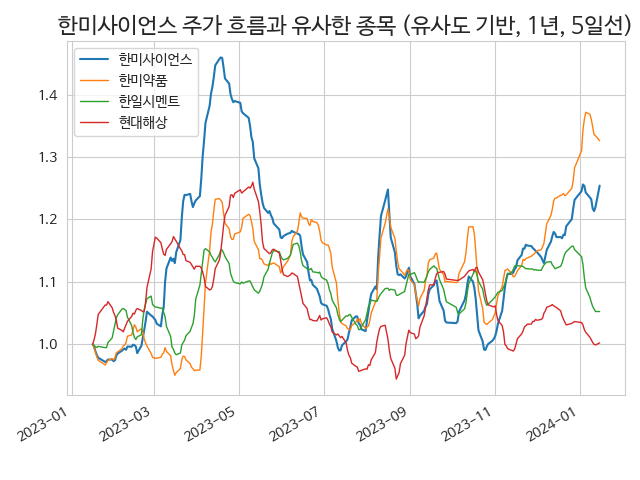 한미사이언스 주가 흐름과 유사한 종목 (유사도 기반, 1년, 5일선)
한미사이언스
한미약품
한일시멘트
현대해상
1.4
1.3
1.2
1.1
1.0
2023-01
2023-03
2023-05
2023-07
2023-09
2023-11
2024-01